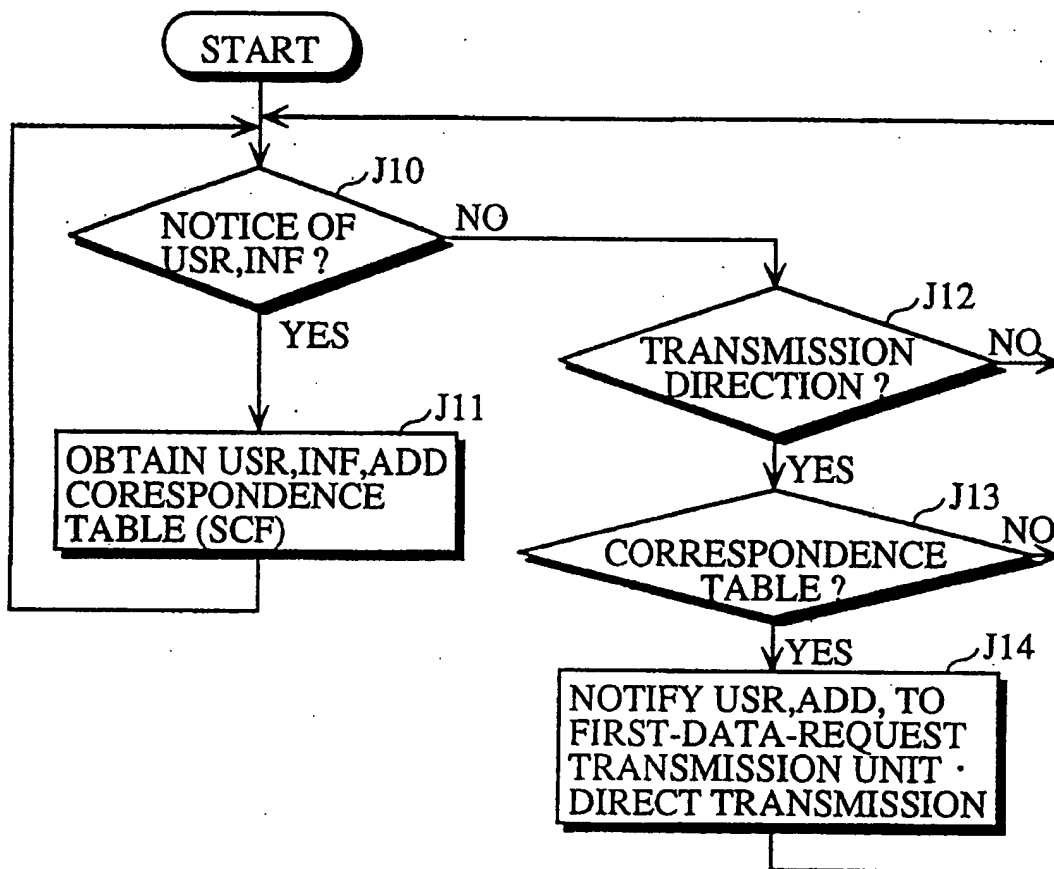 START
J10
NOTICE OF
USR,INF ?
NO
YES
J11
OBTAIN USR,INF,ADD
CORESPONDENCE
TABLE (SCF)
J12
TRANSMISSION
DIRECTION ?
NO
YES
J13
CORRESPONDENCE
TABLE ?
NO
YES
J14
NOTIFY USR,ADD, TO
FIRST-DATA-REQUEST
TRANSMISSION UNIT ·
DIRECT TRANSMISSION